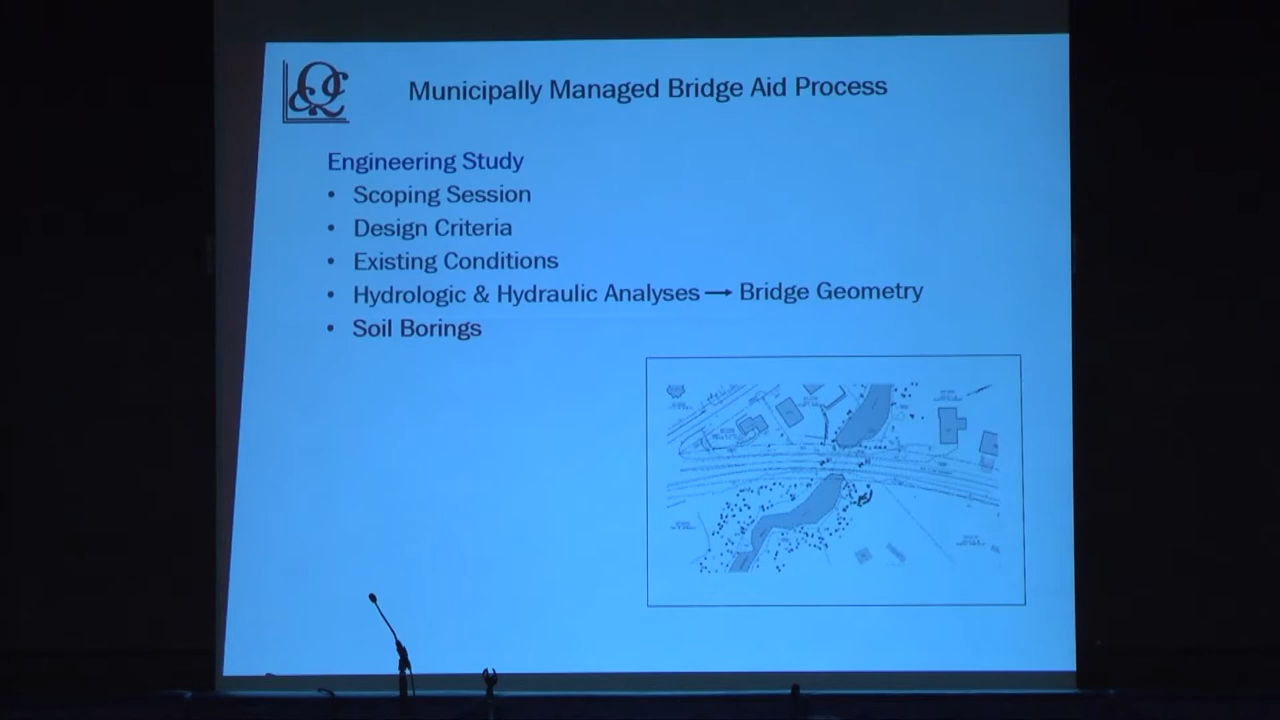 Municipally Managed Bridge Aid Process
Engineering Study
• Scoping Session
• Design Criteria
• Existing Conditions
• Hydrologic & Hydraulic Analyses → Bridge Geometry
• Soil Borings